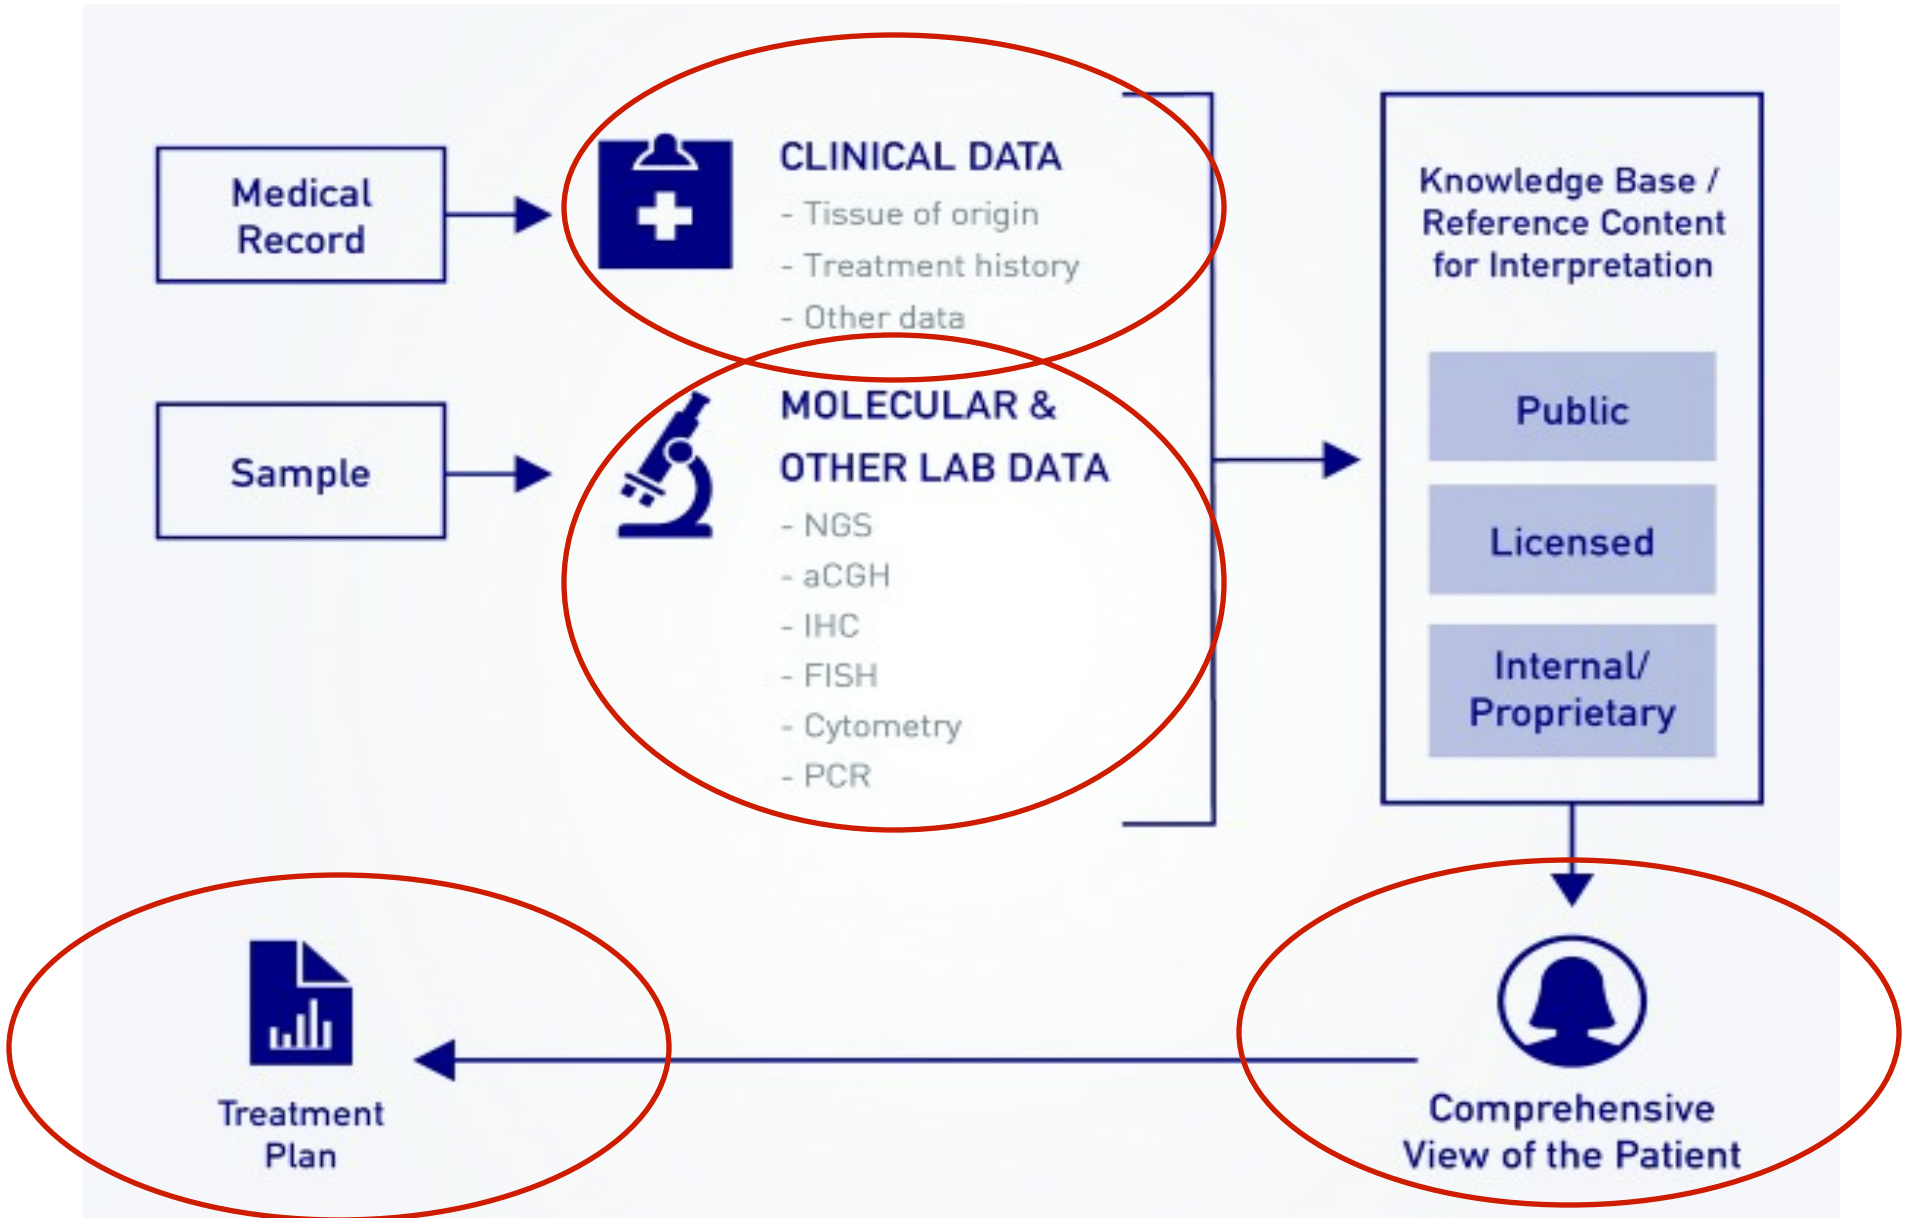 Medical
Record
CLINICAL DATA
- Tissue of origin
- Treatment history
- Other data
Sample
MOLECULAR &
OTHER LAB DATA
- NGS
- aCGH
- IHC
- FISH
- Cytometry
- PCR
Knowledge Base /
Reference Content
for Interpretation
Public
Licensed
Internal/
Proprietary
Comprehensive
View of the Patient
Treatment
Plan